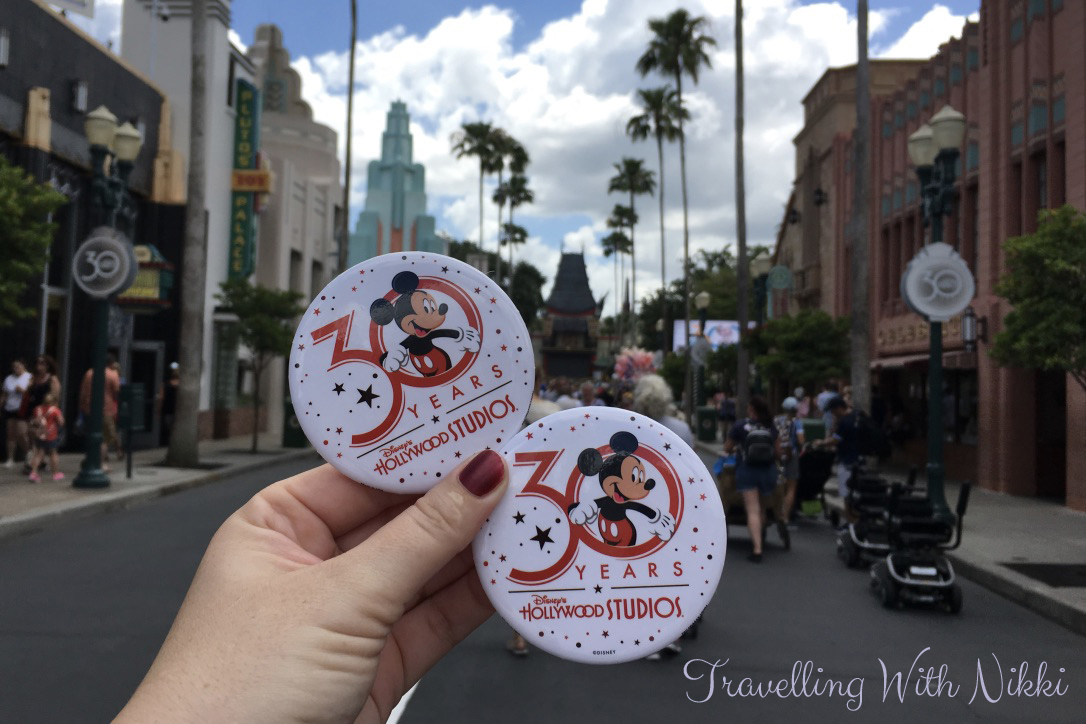 PLUTO'S
PALACE
30
30
30
YEARS
Disney's
HOLLYWOOD STUDIOS.
30
YEARS
Disney's
HOLLYWOOD STUDIOS.
©DISNEY
Travelling With Nikki